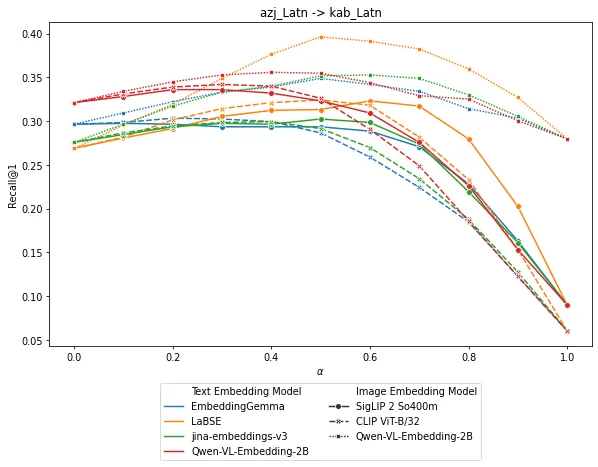 azj_Latn -> kab_Latn
0.40
0.35
0.30
0.25
0.20
0.15
0.10
0.05
Recall@1
0.0 0.2 0.4 0.6 0.8 1.0
α
Text Embedding Model
EmbeddingGemma
LaBSE
jina-embeddings-v3
Qwen-VL-Embedding-2B
Image Embedding Model
SigLIP 2 So400m
CLIP ViT-B/32
Qwen-VL-Embedding-2B